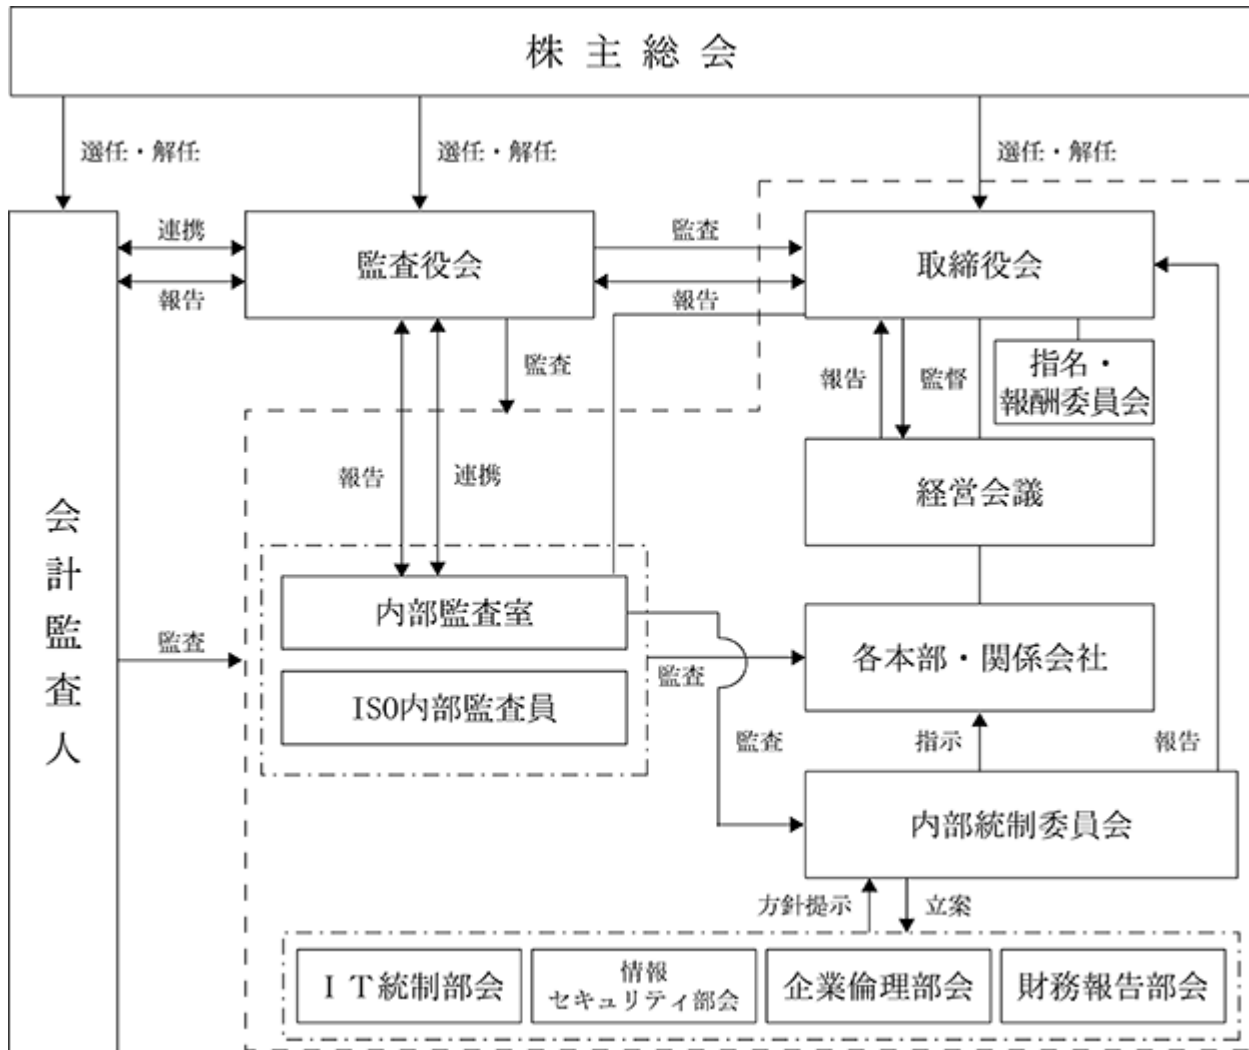 株主総会
選任・解任
選任・解任
選任・解任
連携
報告
監査役会
監査
報告
取締役会
監査
報告
監督
指名・
報酬委員会
報告
連携
経営会議
会計監査人
内部監査室
ISO内部監査員
監査
監査
各本部・関係会社
監査
指示
報告
内部統制委員会
方針提示
立案
ＩＴ統制部会
情報
セキュリティ部会
企業倫理部会
財務報告部会